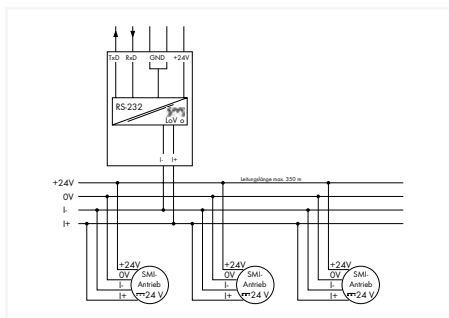 TxD RxD GND +24V
RS-232
LoVo
I- I+
Leitungslänge max. 350 m
+24V
0V
I-
I+
+24V +24V +24V
0V SMI- 0V SMI- 0V SMI-
I- Antrieb I- Antrieb I- Antrieb
I+ 24 V I+ 24 V I+ 24 V